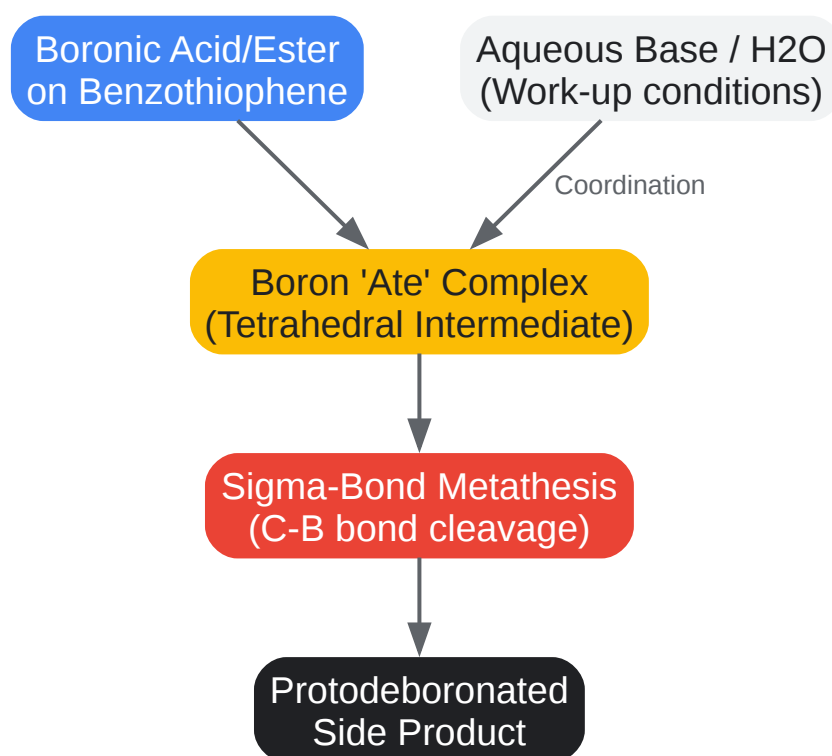 Boronic Acid/Ester
on Benzothiophene
Aqueous Base / H2O
(Work-up conditions)
Coordination
Boron 'Ate' Complex
(Tetrahedral Intermediate)
Sigma-Bond Metathesis
(C-B bond cleavage)
Protodeboronated
Side Product